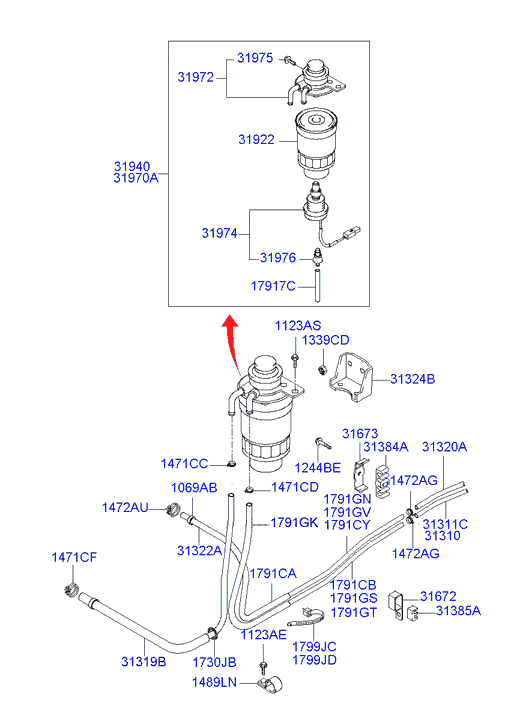 31975
31972
31922
31940
31970A
31974
31976
17917C
1123AS
1339CD
31324B
31673
31384A
31320A
1471CC
1244BE
1472AG
1069AB
1471CD
1791GN
1791GV
1791CY
1472AU
1791GK
31311C
31310
31322A
1472AG
1471CF
1791CA
1791CB
1791GS
1791GT
31672
31385A
1123AE
1799JC
1799JD
31319B
1730JB
1489LN